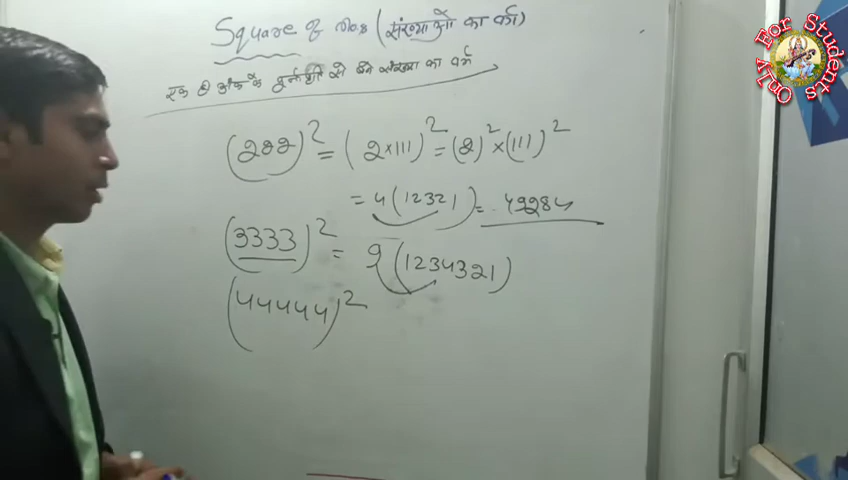 Square of nos (संख्याओं का वर्ग)
एक ही अंक के पुनरावृत्ति से बने संख्या का वर्ग
(222)² = (2×111)² = (2)² × (111)²
= 4(12321) = 49284
(3333)² = 9(1234321)
(44444)²
Only For Students